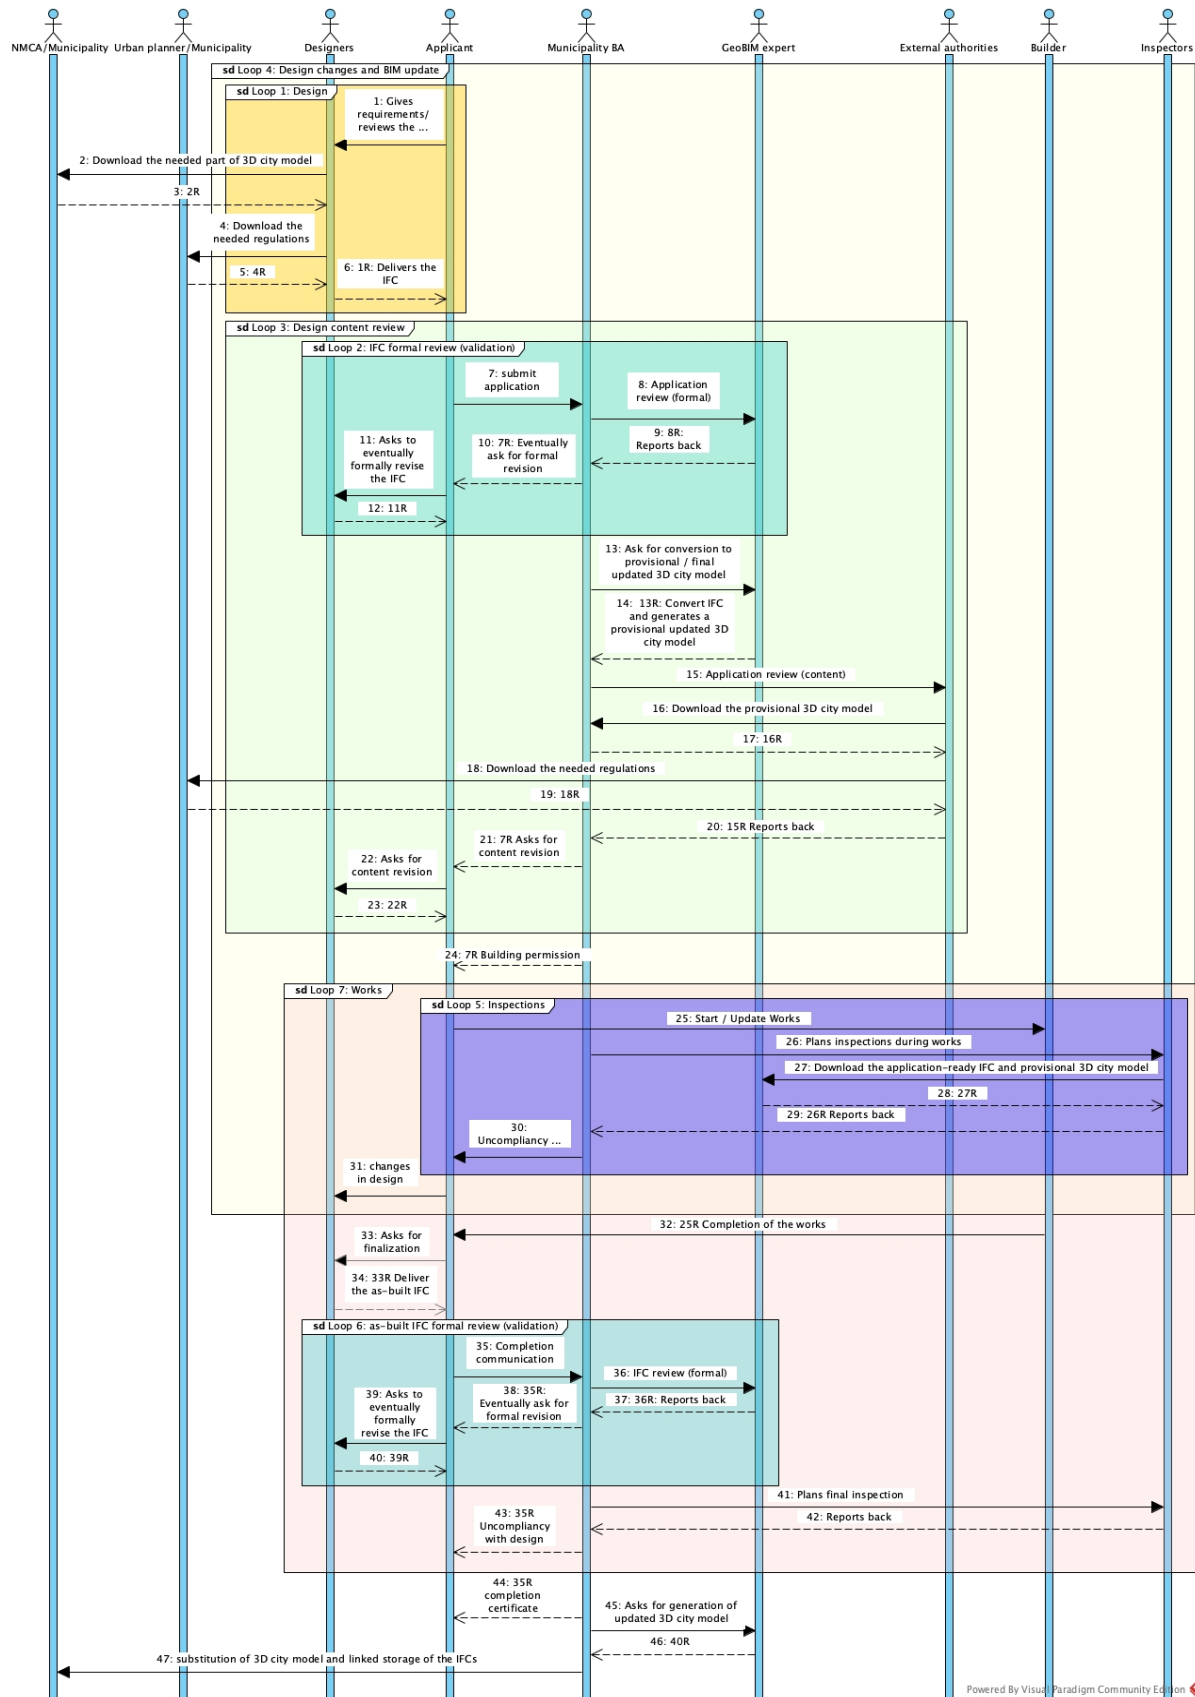 NMCA/Municipality
Urban planner/Municipality
Designers
Applicant
Municipality BA
GeoBIM expert
External authorities
Builder
Inspectors
sd Loop 4: Design changes and BIM update
sd Loop 1: Design
1: Gives
requirements/
reviews the ...
2: Download the needed part of 3D city model
3: 2R
4: Download the
needed regulations
5: 4R
6: 1R: Delivers the
IFC
sd Loop 3: Design content review
sd Loop 2: IFC formal review (validation)
7: submit
application
8: Application
review (formal)
9: 8R:
Reports back
10: 7R: Eventually
ask for formal
revision
11: Asks to
eventually
formally revise
the IFC
12: 11R
13: Ask for conversion to
provisional / final
updated 3D city model
14:  13R: Convert IFC
and generates a
provisional updated 3D
city model
15: Application review (content)
16: Download the provisional 3D city model
17: 16R
18: Download the needed regulations
19: 18R
20: 15R Reports back
21: 7R Asks for
content revision
22: Asks for
content revision
23: 22R
24: 7R Building permission
sd Loop 7: Works
sd Loop 5: Inspections
25: Start / Update Works
26: Plans inspections during works
27: Download the application-ready IFC and provisional 3D city model
28: 27R
29: 26R Reports back
30:
Uncompliancy ...
31: changes
in design
32: 25R Completion of the works
33: Asks for
finalization
34: 33R Deliver
the as-built IFC
sd Loop 6: as-built IFC formal review (validation)
35: Completion
communication
36: IFC review (formal)
37: 36R: Reports back
38: 35R:
Eventually ask for
formal revision
39: Asks to
eventually
formally
revise the IFC
40: 39R
41: Plans final inspection
42: Reports back
43: 35R
Uncompliancy
with design
44: 35R
completion
certificate
45: Asks for generation of
updated 3D city model
46: 40R
47: substitution of 3D city model and linked storage of the IFCs
Powered By Visual Paradigm Community Edition